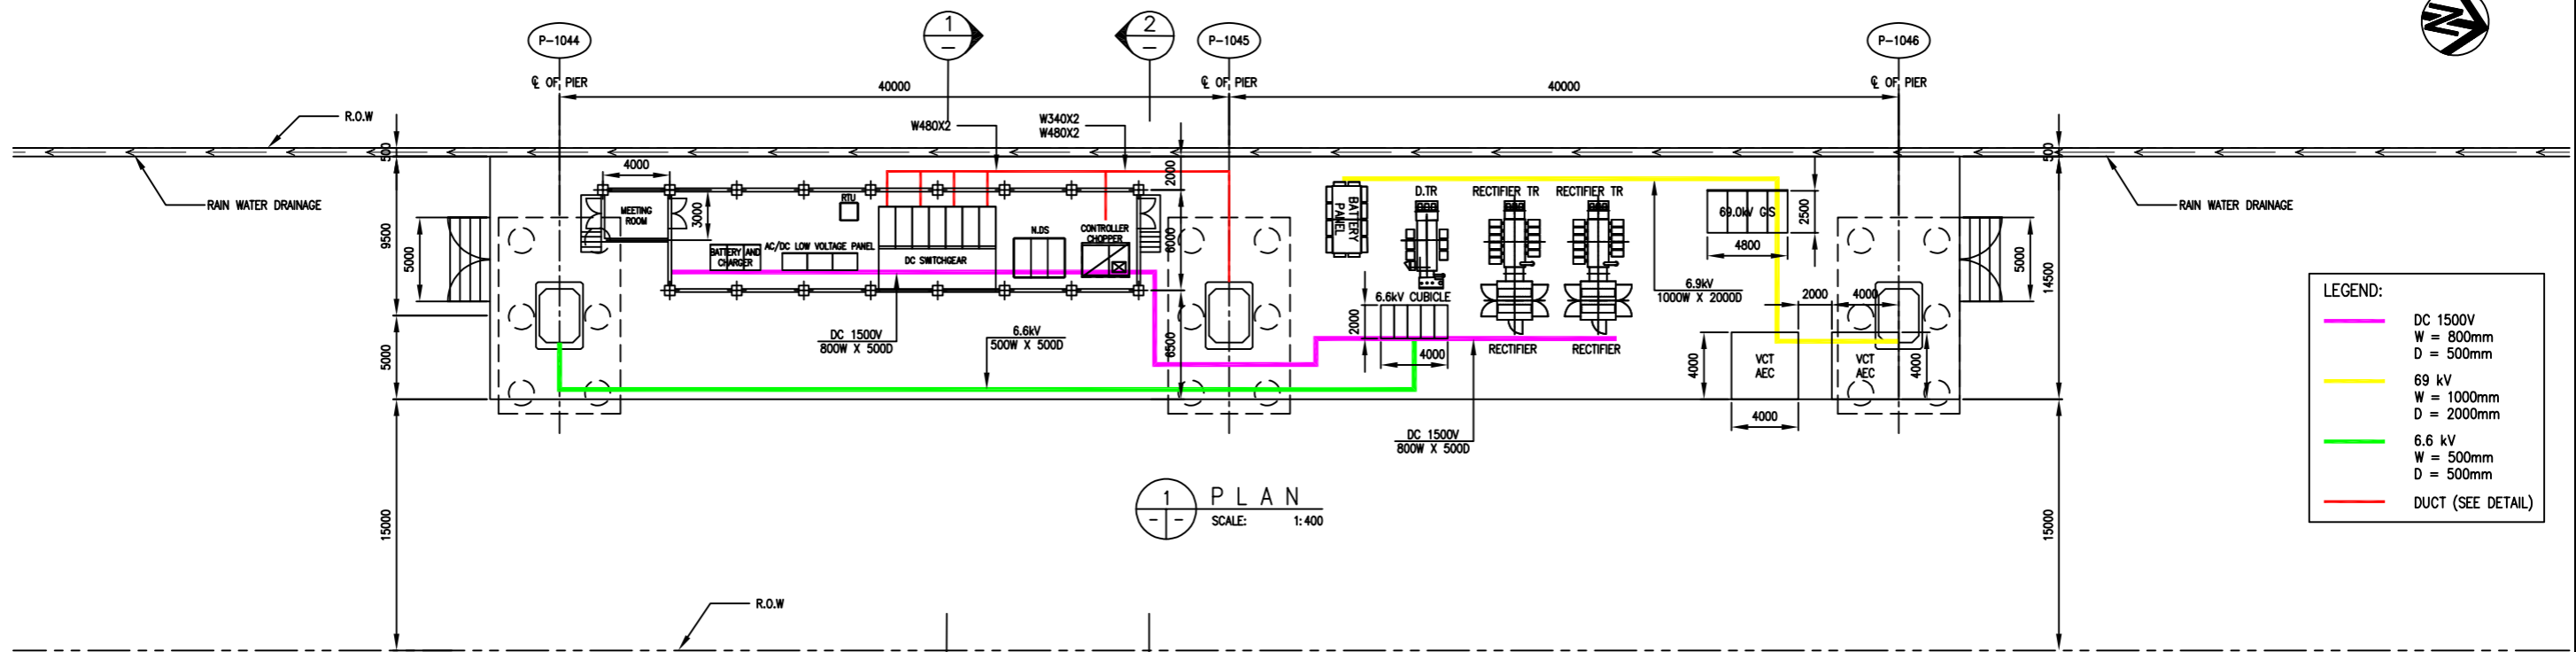 P-1044
1
2
P-1045
P-1046
N
℄ OF PIER
℄ OF PIER
℄ OF PIER
40000
40000
R.O.W
W480X2
W340X2
W480X2
500
4000
2000
500
RAIN WATER DRAINAGE
RAIN WATER DRAINAGE
MEETING
ROOM
3000
RTU
BATTERY AND
CHARGER
AC/DC LOW VOLTAGE PANEL
DC SWITCHGEAR
N.DS
CONTROLLER
CHOPPER
6000
BATTERY
PANEL
D.TR
RECTIFIER TR
RECTIFIER TR
69.0kV GIS
2500
4800
9500
5000
5000
14500
6.9kV
1000W X 2000D
2000
4000
6.6kV CUBICLE
2000
4000
RECTIFIER
RECTIFIER
DC 1500V
800W X 500D
6.6kV
500W X 500D
6500
5000
4000
VCT
AEC
VCT
AEC
4000
4000
DC 1500V
800W X 500D
LEGEND:
DC 1500V
W = 800mm
D = 500mm
69 kV
W = 1000mm
D = 2000mm
6.6 kV
W = 500mm
D = 500mm
DUCT (SEE DETAIL)
1
PLAN
SCALE: 1:400
15000
15000
R.O.W